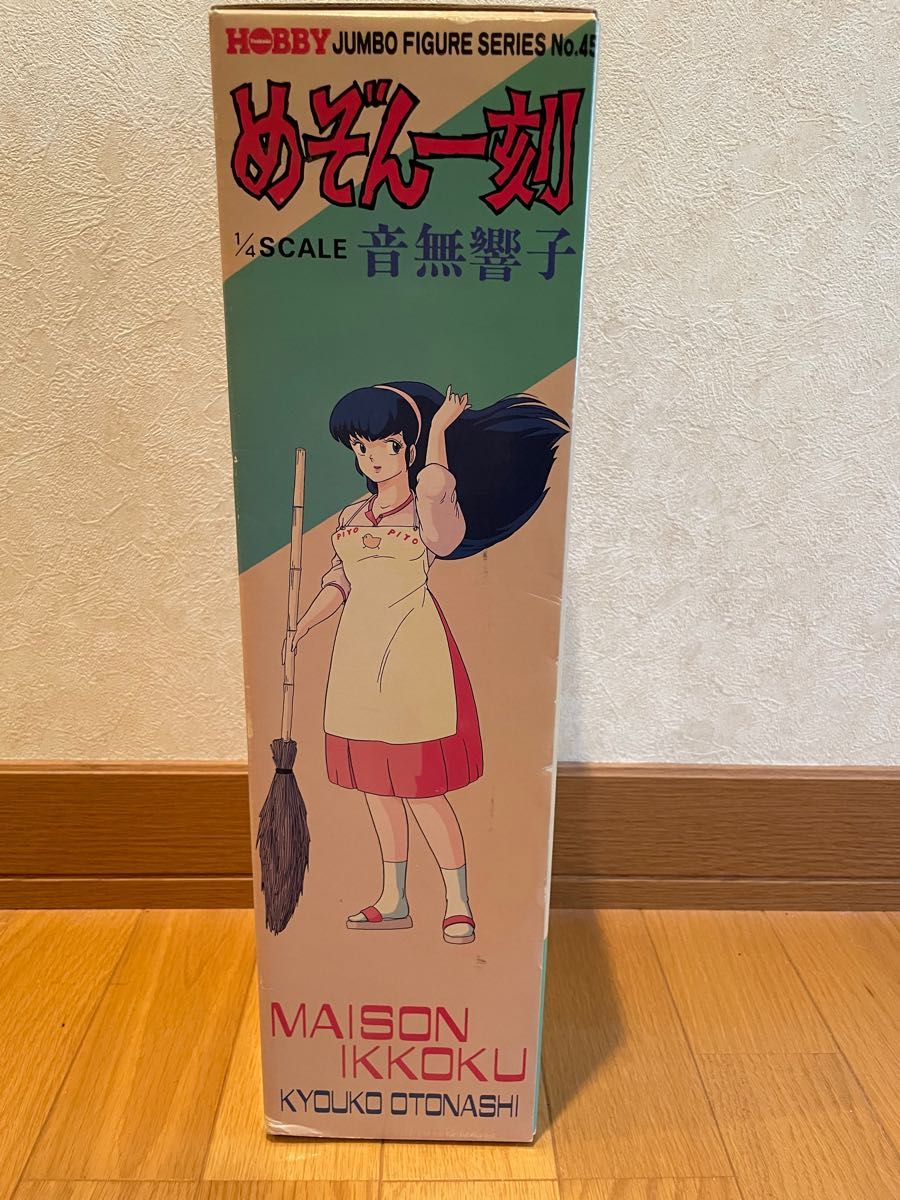 HOBBY JUMBO FIGURE SERIES No.45
めぞん一刻
1/4 SCALE 音無響子
PIYO PIYO
MAISON
IKKOKU
KYOUKO OTONASHI